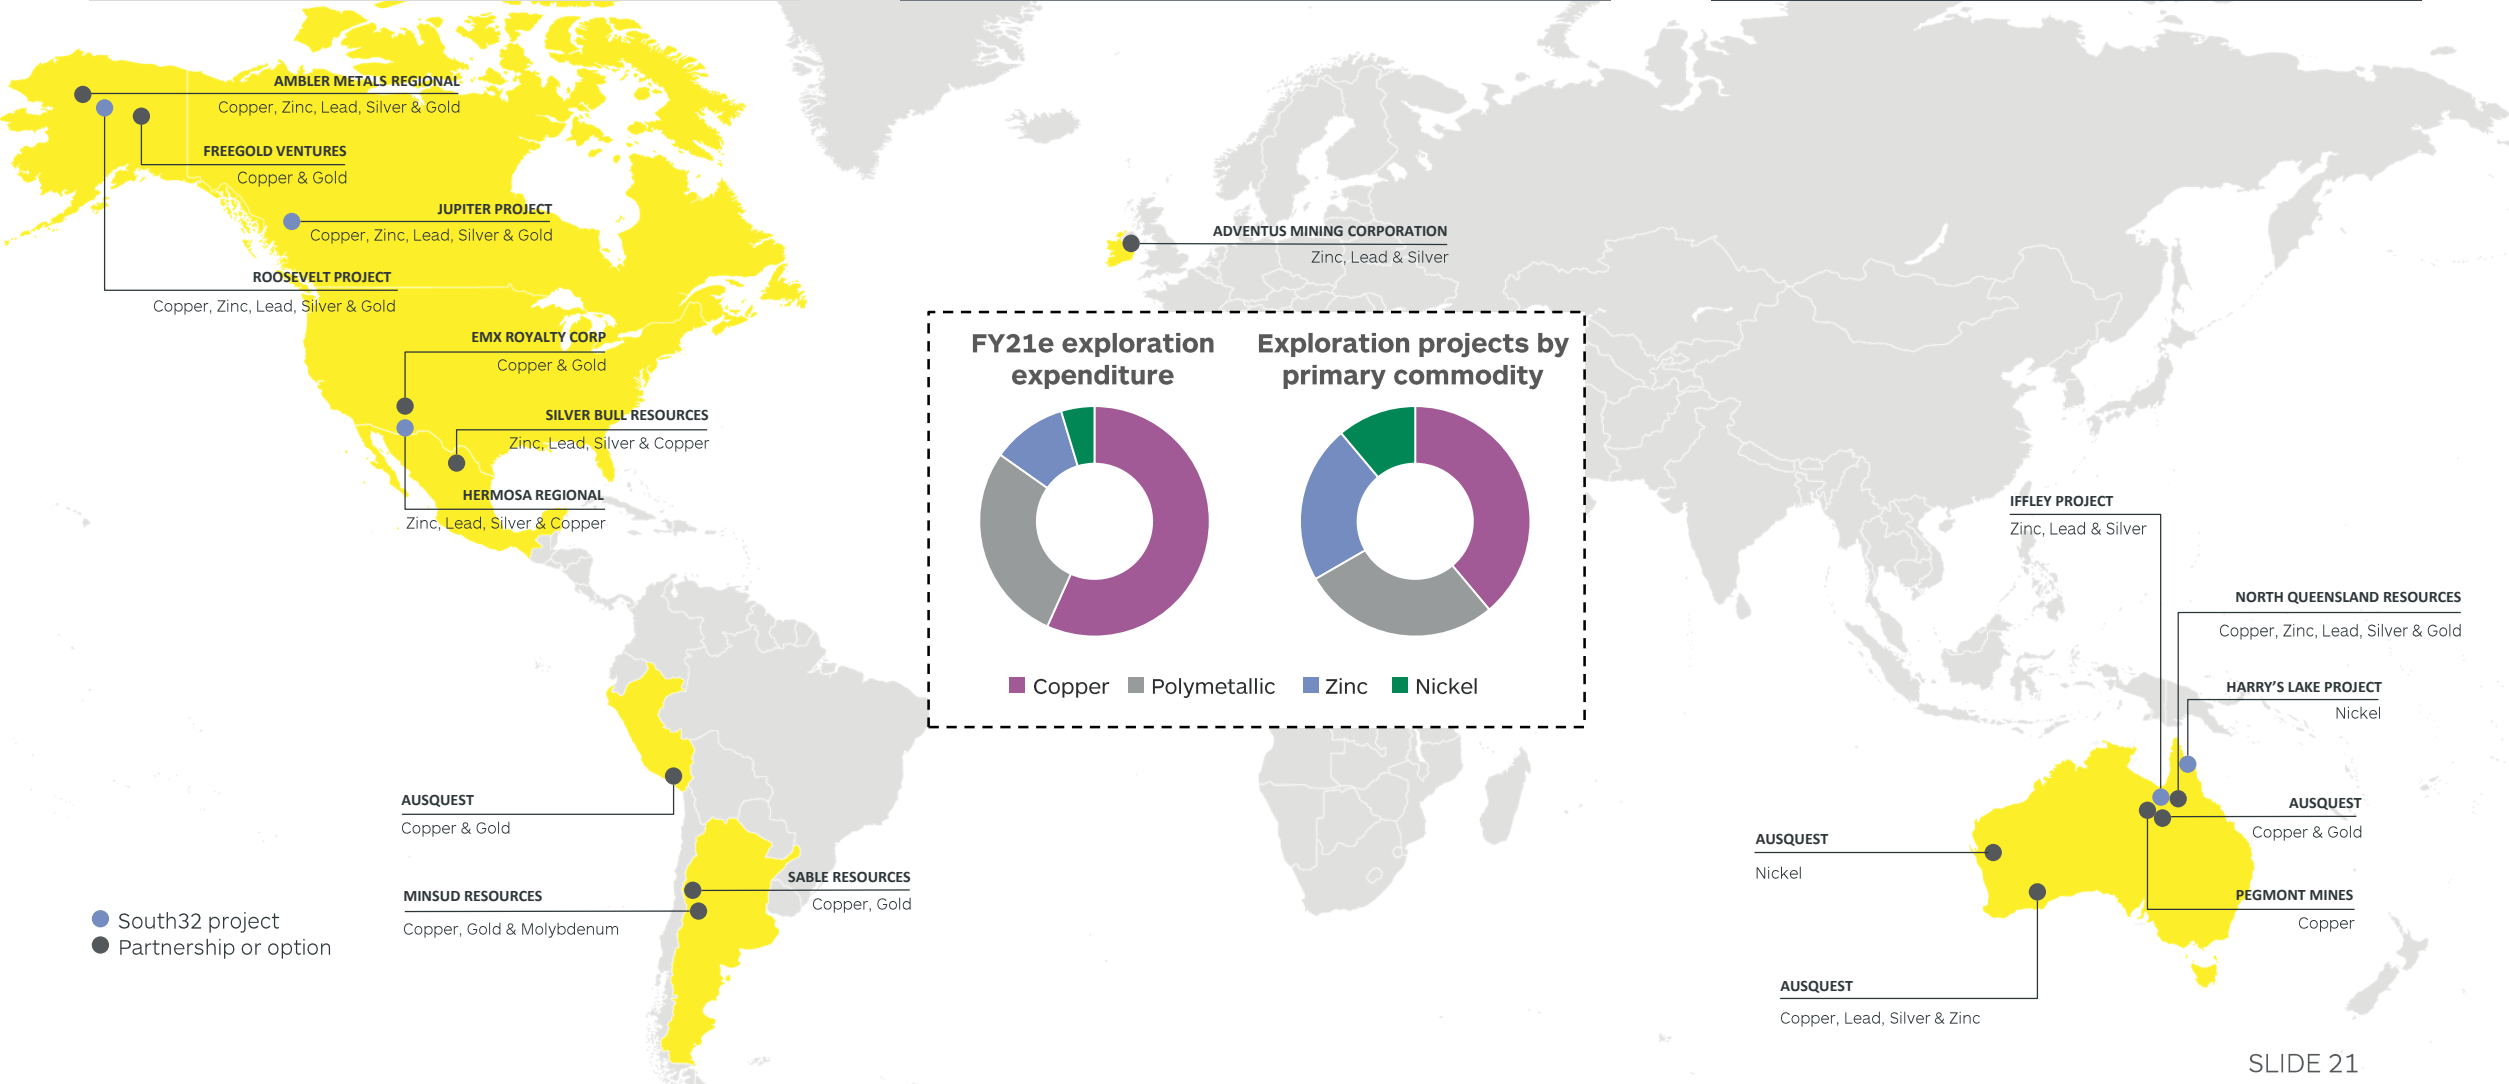 AMBLER METALS REGIONAL
Copper, Zinc, Lead, Silver & Gold
FREEGOLD VENTURES
Copper & Gold
JUPITER PROJECT
Copper, Zinc, Lead, Silver & Gold
ROOSEVELT PROJECT
Copper, Zinc, Lead, Silver & Gold
EMX ROYALTY CORP
Copper & Gold
SILVER BULL RESOURCES
Zinc, Lead, Silver & Copper
HERMOSA REGIONAL
Zinc, Lead, Silver & Copper
ADVENTUS MINING CORPORATION
Zinc, Lead & Silver
FY21e exploration
expenditure
Exploration projects by
primary commodity
Copper
Polymetallic
Zinc
Nickel
IFFLEY PROJECT
Zinc, Lead & Silver
NORTH QUEENSLAND RESOURCES
Copper, Zinc, Lead, Silver & Gold
HARRY'S LAKE PROJECT
Nickel
AUSQUEST
Copper & Gold
AUSQUEST
Copper & Gold
AUSQUEST
Nickel
SABLE RESOURCES
Copper, Gold
MINSUD RESOURCES
Copper, Gold & Molybdenum
PEGMONT MINES
Copper
South32 project
Partnership or option
AUSQUEST
Copper, Lead, Silver & Zinc
SLIDE 21